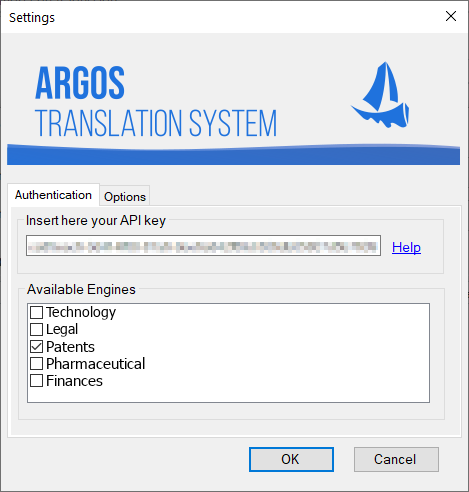 Settings
ARGOS
TRANSLATION SYSTEM
Authentication
Options
Insert here your API key
Help
Available Engines
Technology
Legal
Patents
Pharmaceutical
Finances
OK
Cancel